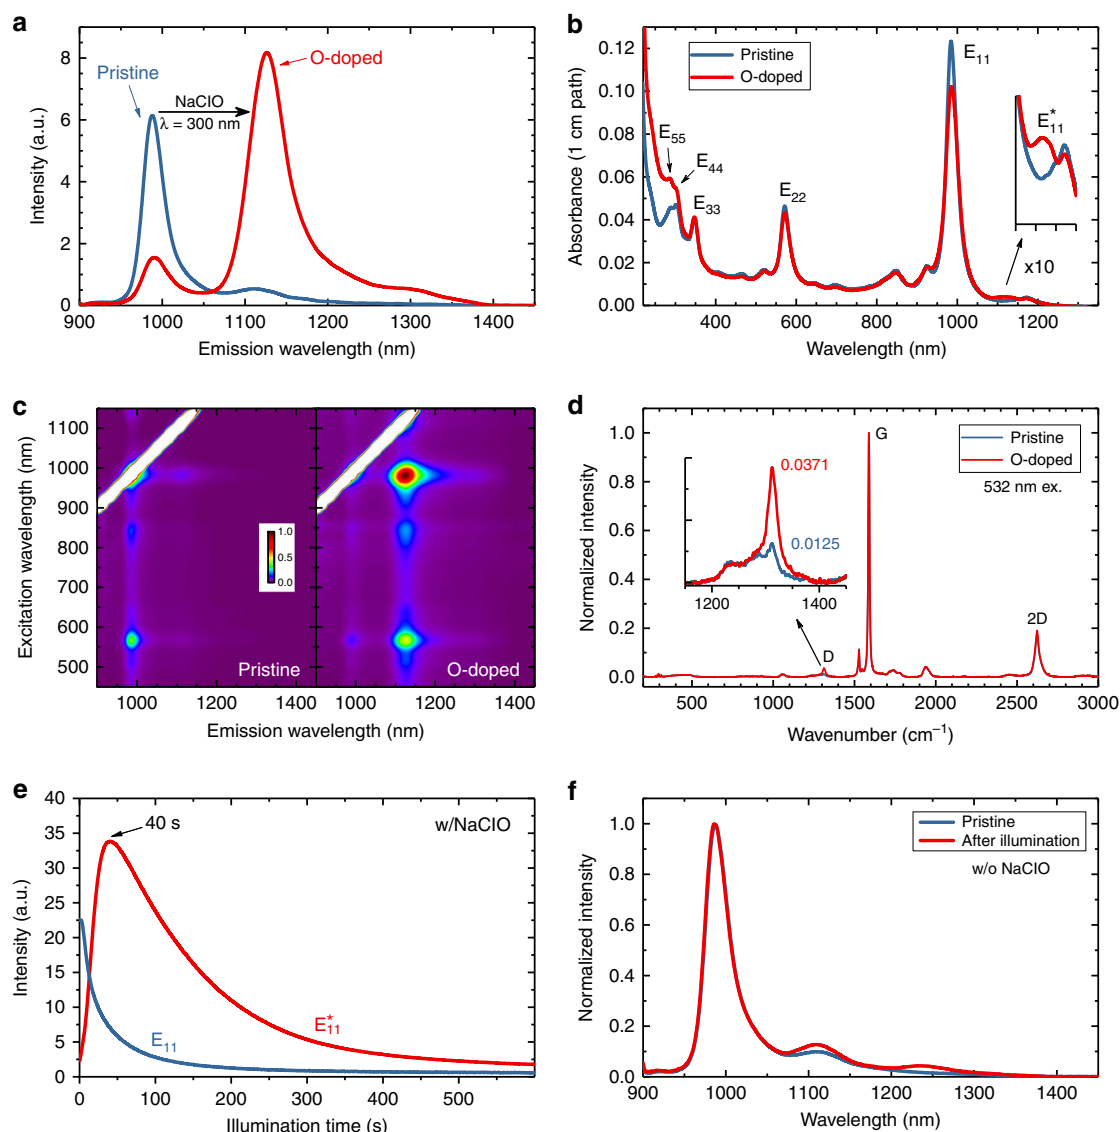 a
Intensity (a.u.)
8
6
4
2
0
Pristine
O-doped
NaClO
λ = 300 nm
900 1000 1100 1200 1300 1400
Emission wavelength (nm)
b
Absorbance (1 cm path)
0.12
0.10
0.08
0.06
0.04
0.02
0.00
Pristine
O-doped
E11
E*11
E55
E44
E33
E22
x10
400 600 800 1000 1200
Wavelength (nm)
c
Excitation wavelength (nm)
1100
1000
900
800
700
600
500
1.0
0.5
0.0
Pristine
O-doped
1000 1200 1400 1000 1200 1400
Emission wavelength (nm)
d
Normalized intensity
1.0
0.8
0.6
0.4
0.2
0.0
G
Pristine
O-doped
532 nm ex.
0.0371
0.0125
1200 1400
D
2D
500 1000 1500 2000 2500 3000
Wavenumber (cm⁻¹)
e
Intensity (a.u.)
40
35
30
25
20
15
10
5
0
40 s
w/NaClO
E11
E*11
0 100 200 300 400 500
Illumination time (s)
f
Normalized intensity
1.0
0.8
0.6
0.4
0.2
0.0
Pristine
After illumination
w/o NaClO
900 1000 1100 1200 1300 1400
Wavelength (nm)